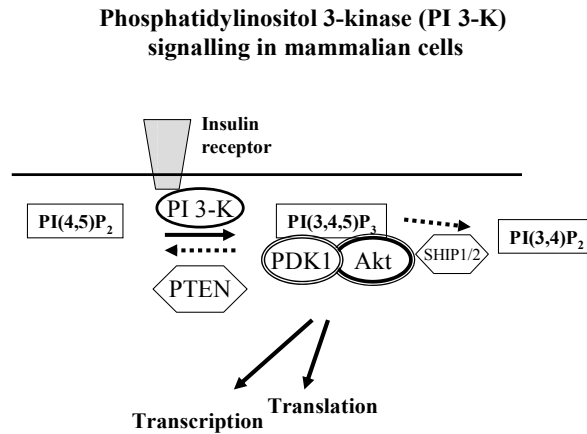 Phosphatidylinositol 3-kinase (PI 3-K)
signalling in mammalian cells
Insulin
receptor
PI(4,5)P2
PI 3-K
PI(3,4,5)P3
PI(3,4)P2
PDK1
Akt
SHIP1/2
PTEN
Transcription
Translation